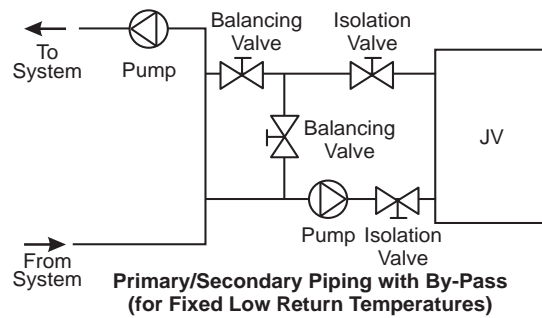 Balancing
Valve
Isolation
Valve
To
System
Pump
Balancing
Valve
JV
Pump
Isolation
Valve
From
System
Primary/Secondary Piping with By-Pass
(for Fixed Low Return Temperatures)